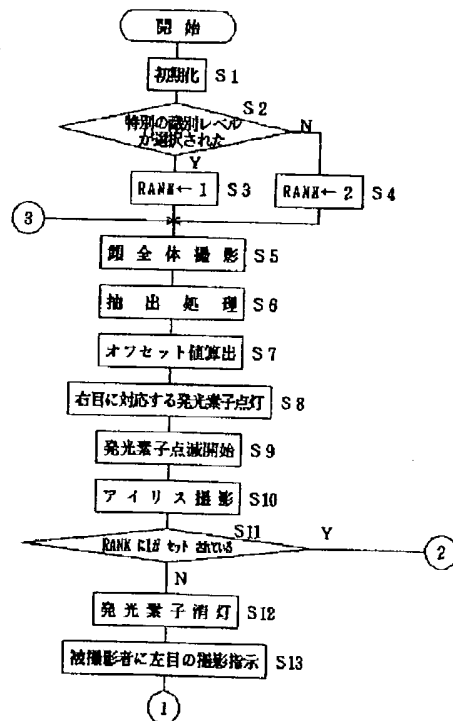 開始
初期化 S1
S2
特別の識別レベル
が選択された
N
Y
RANK← 1 S3
RANK← 2 S4
3
顔全体撮影 S5
抽出処理 S6
オフセット値算出 S7
右目に対応する発光素子点灯 S8
発光素子点滅開始 S9
アイリス撮影 S10
S11
RANKに1がセットされている
Y
2
N
発光素子消灯 S12
被撮影者に左目の撮影指示 S13
1